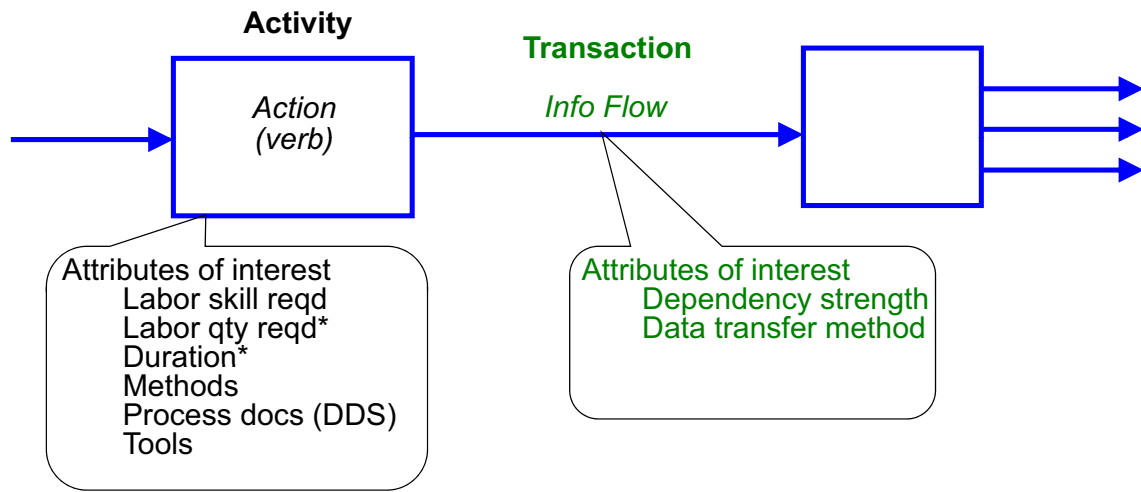 Activity
Transaction
Action
(verb)
Info Flow
Attributes of interest
Labor skill reqd
Labor qty reqd*
Duration*
Methods
Process docs (DDS)
Tools
Attributes of interest
Dependency strength
Data transfer method